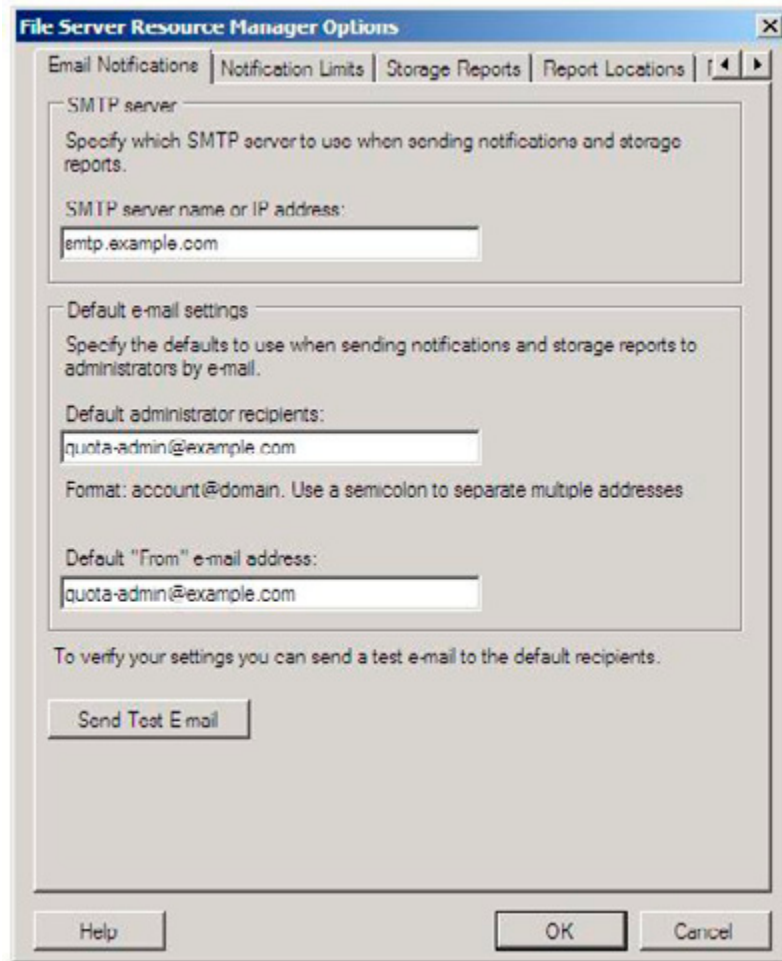 File Server Resource Manager Options
Email Notifications
Notification Limits
Storage Reports
Report Locations
SMTP server
Specify which SMTP server to use when sending notifications and storage
reports.
SMTP server name or IP address:
smtp.example.com
Default e-mail settings
Specify the defaults to use when sending notifications and storage reports to
administrators by e-mail.
Default administrator recipients:
quota-admin@example.com
Format: account@domain. Use a semicolon to separate multiple addresses
Default "From" e-mail address:
quota-admin@example.com
To verify your settings you can send a test e-mail to the default recipients.
Send Test E-mail
Help
OK
Cancel